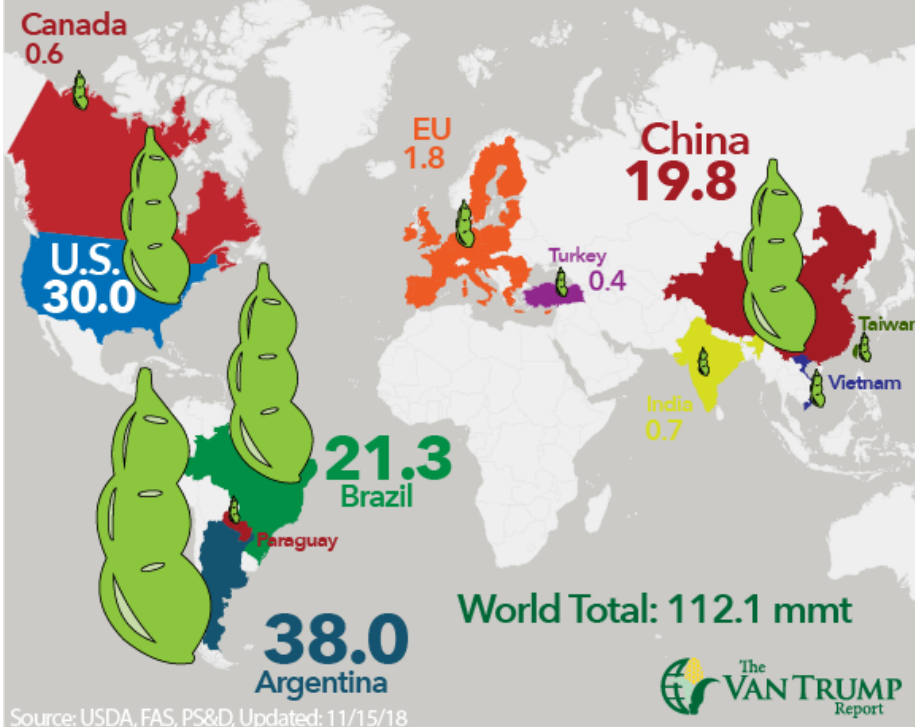 Canada
0.6
EU
1.8
China
19.8
U.S.
30.0
Turkey
0.4
Taiwan
Vietnam
India
0.7
21.3
Brazil
Paraguay
World Total: 112.1 mmt
38.0
Argentina
The
VAN TRUMP
Report
Source: USDA, FAS, PS&D, Updated: 11/15/18